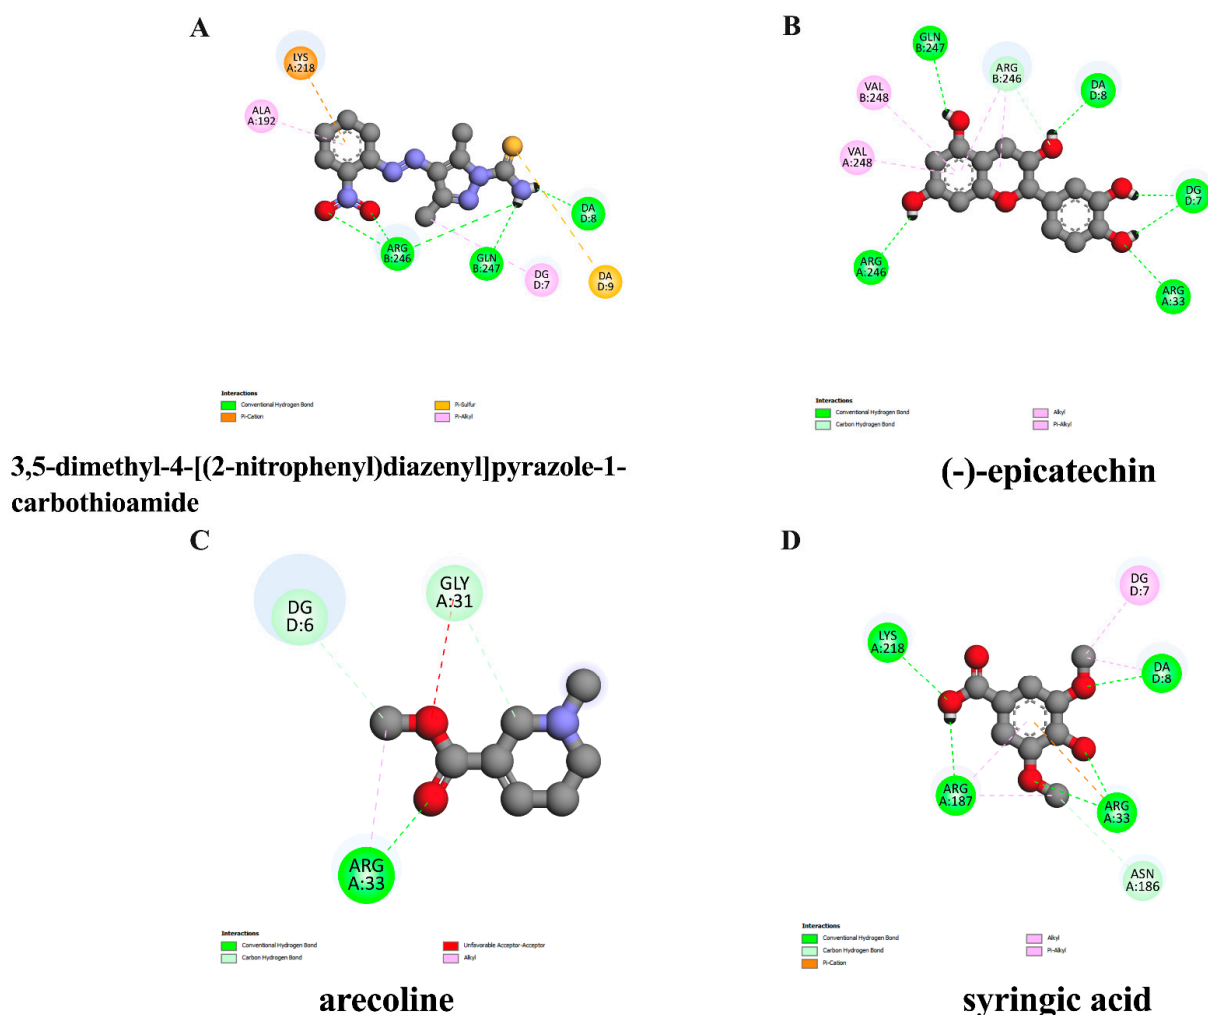 A
LYS
A:218
ALA
A:192
ARG
B:246
GLN
B:247
DG
D:7
DA
D:8
DA
D:9
Interactions
Conventional Hydrogen Bond
Pi-Cation
Pi-Sulfur
Pi-Alkyl
3,5-dimethyl-4-[(2-nitrophenyl)diazenyl]pyrazole-1-
carbothioamide
B
GLN
B:247
ARG
B:246
DA
D:8
VAL
B:248
VAL
A:248
DG
D:7
ARG
A:246
ARG
A:33
Interactions
Conventional Hydrogen Bond
Carbon Hydrogen Bond
Alkyl
Pi-Alkyl
(-)-epicatechin
C
DG
D:6
GLY
A:31
ARG
A:33
Interactions
Conventional Hydrogen Bond
Carbon Hydrogen Bond
Unfavorable Acceptor-Acceptor
Alkyl
arecoline
D
DG
D:7
LYS
A:218
DA
D:8
ARG
A:187
ARG
A:33
ASN
A:186
Interactions
Conventional Hydrogen Bond
Carbon Hydrogen Bond
Pi-Cation
Alkyl
Pi-Alkyl
syringic acid